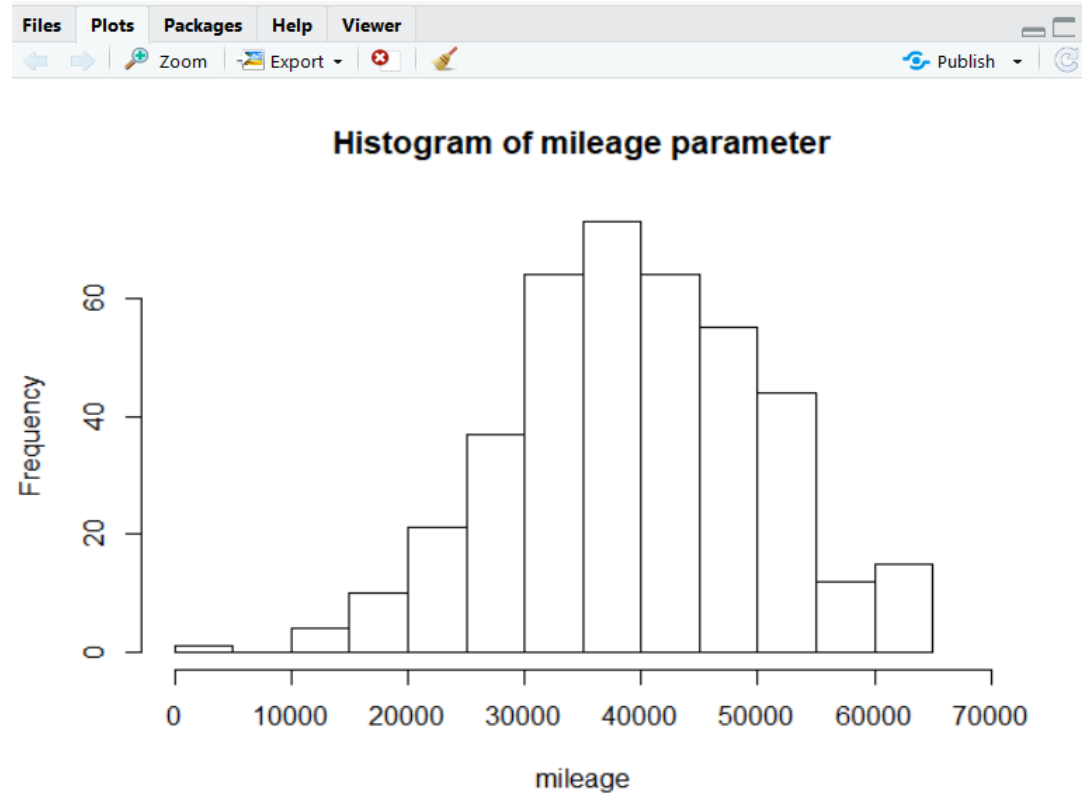 Files Plots Packages Help Viewer
Zoom Export Publish
Histogram of mileage parameter
Frequency
60
40
20
0
0 10000 20000 30000 40000 50000 60000 70000
mileage